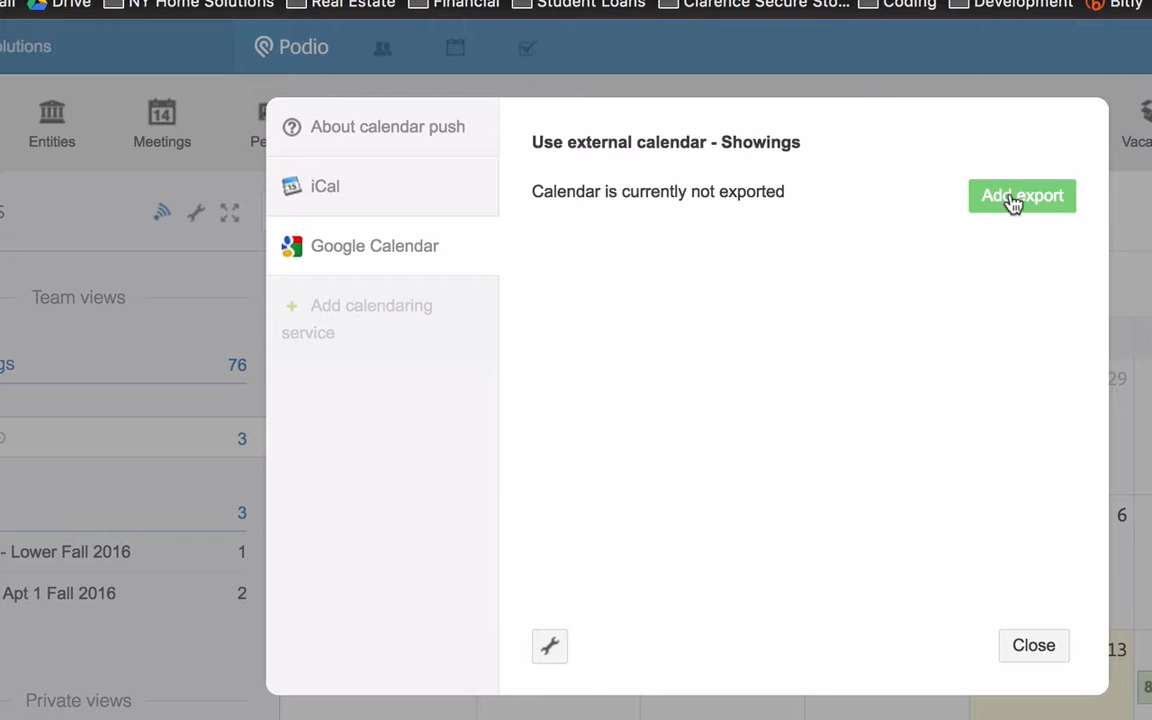 Drive NY Home Solutions Real Estate Financial Student Loans Clarence Secure Sto... Coding Development Bitly
olutions Podio
Entities Meetings
14
About calendar push
iCal
Google Calendar
+ Add calendaring
service
Use external calendar - Showings
Calendar is currently not exported
Add export
Close
Team views
gs 76
3
3
- Lower Fall 2016 1
Apt 1 Fall 2016 2
Private views
29
6
13
8